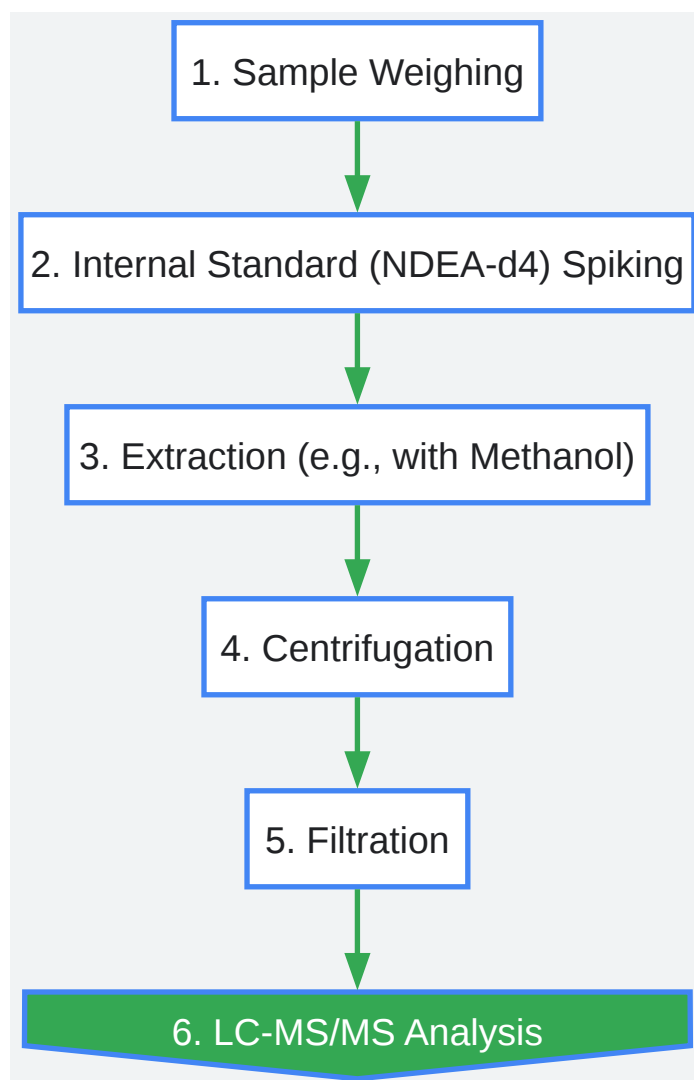 1. Sample Weighing
2. Internal Standard (NDEA-d4) Spiking
3. Extraction (e.g., with Methanol)
4. Centrifugation
5. Filtration
6. LC-MS/MS Analysis